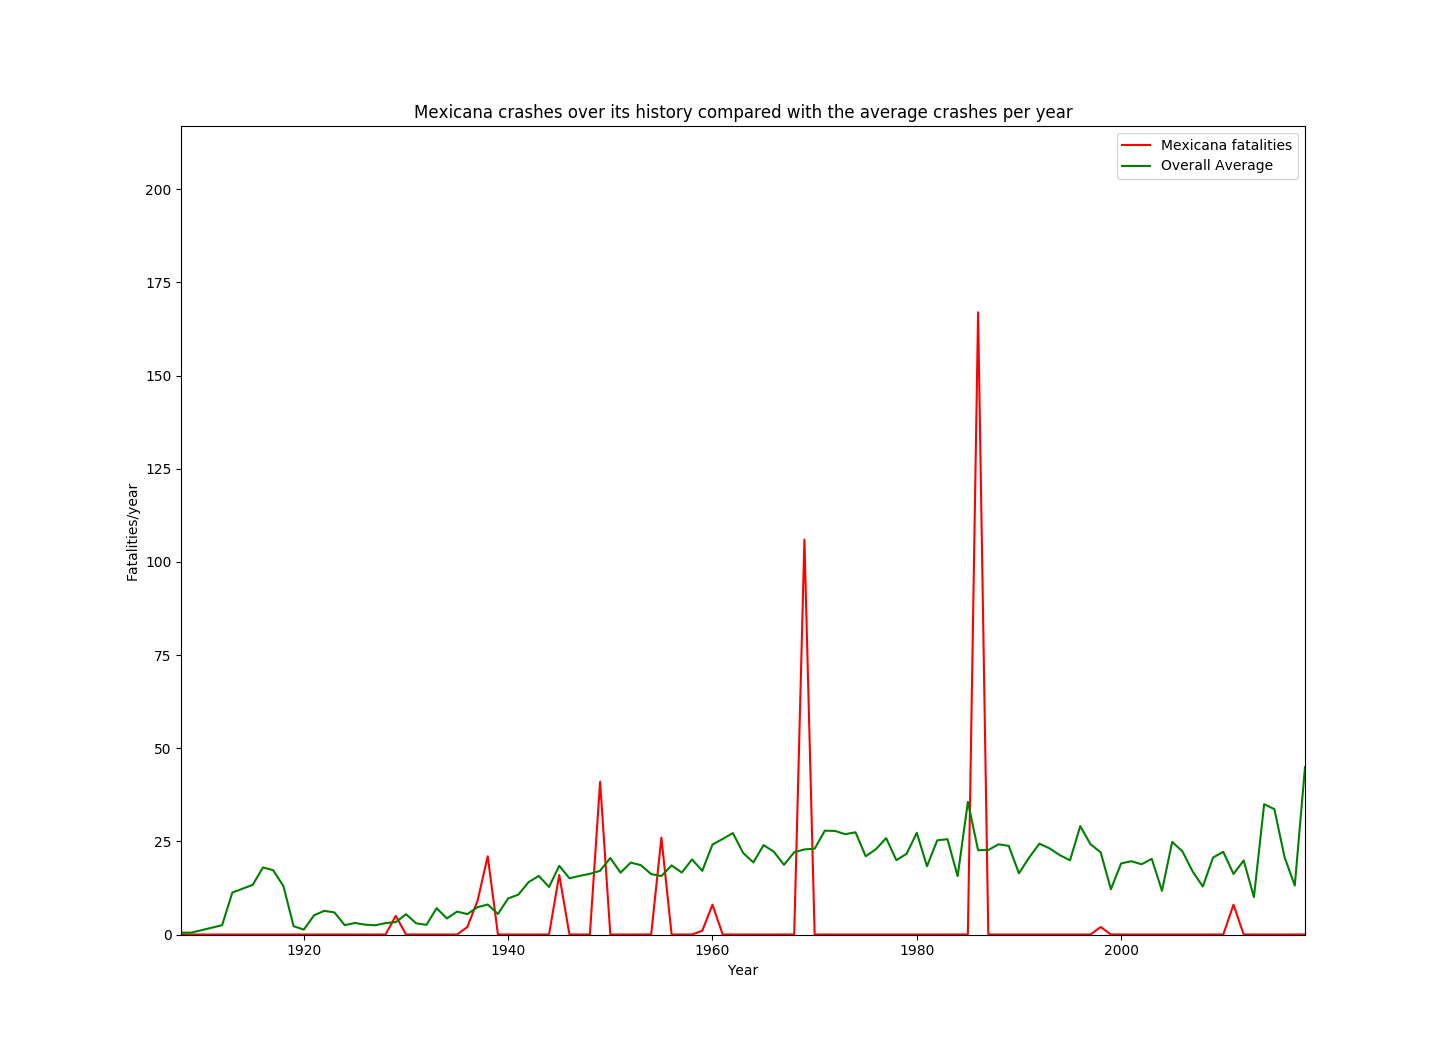 Mexicana crashes over its history compared with the average crashes per year
Mexicana fatalities
Overall Average
200
175
150
125
100
75
50
25
0
Fatalities/year
1920 1940 1960 1980 2000
Year